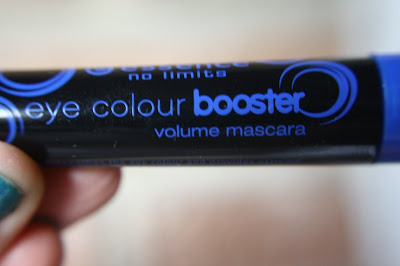 essence
no limits
eye colour booster
volume mascara